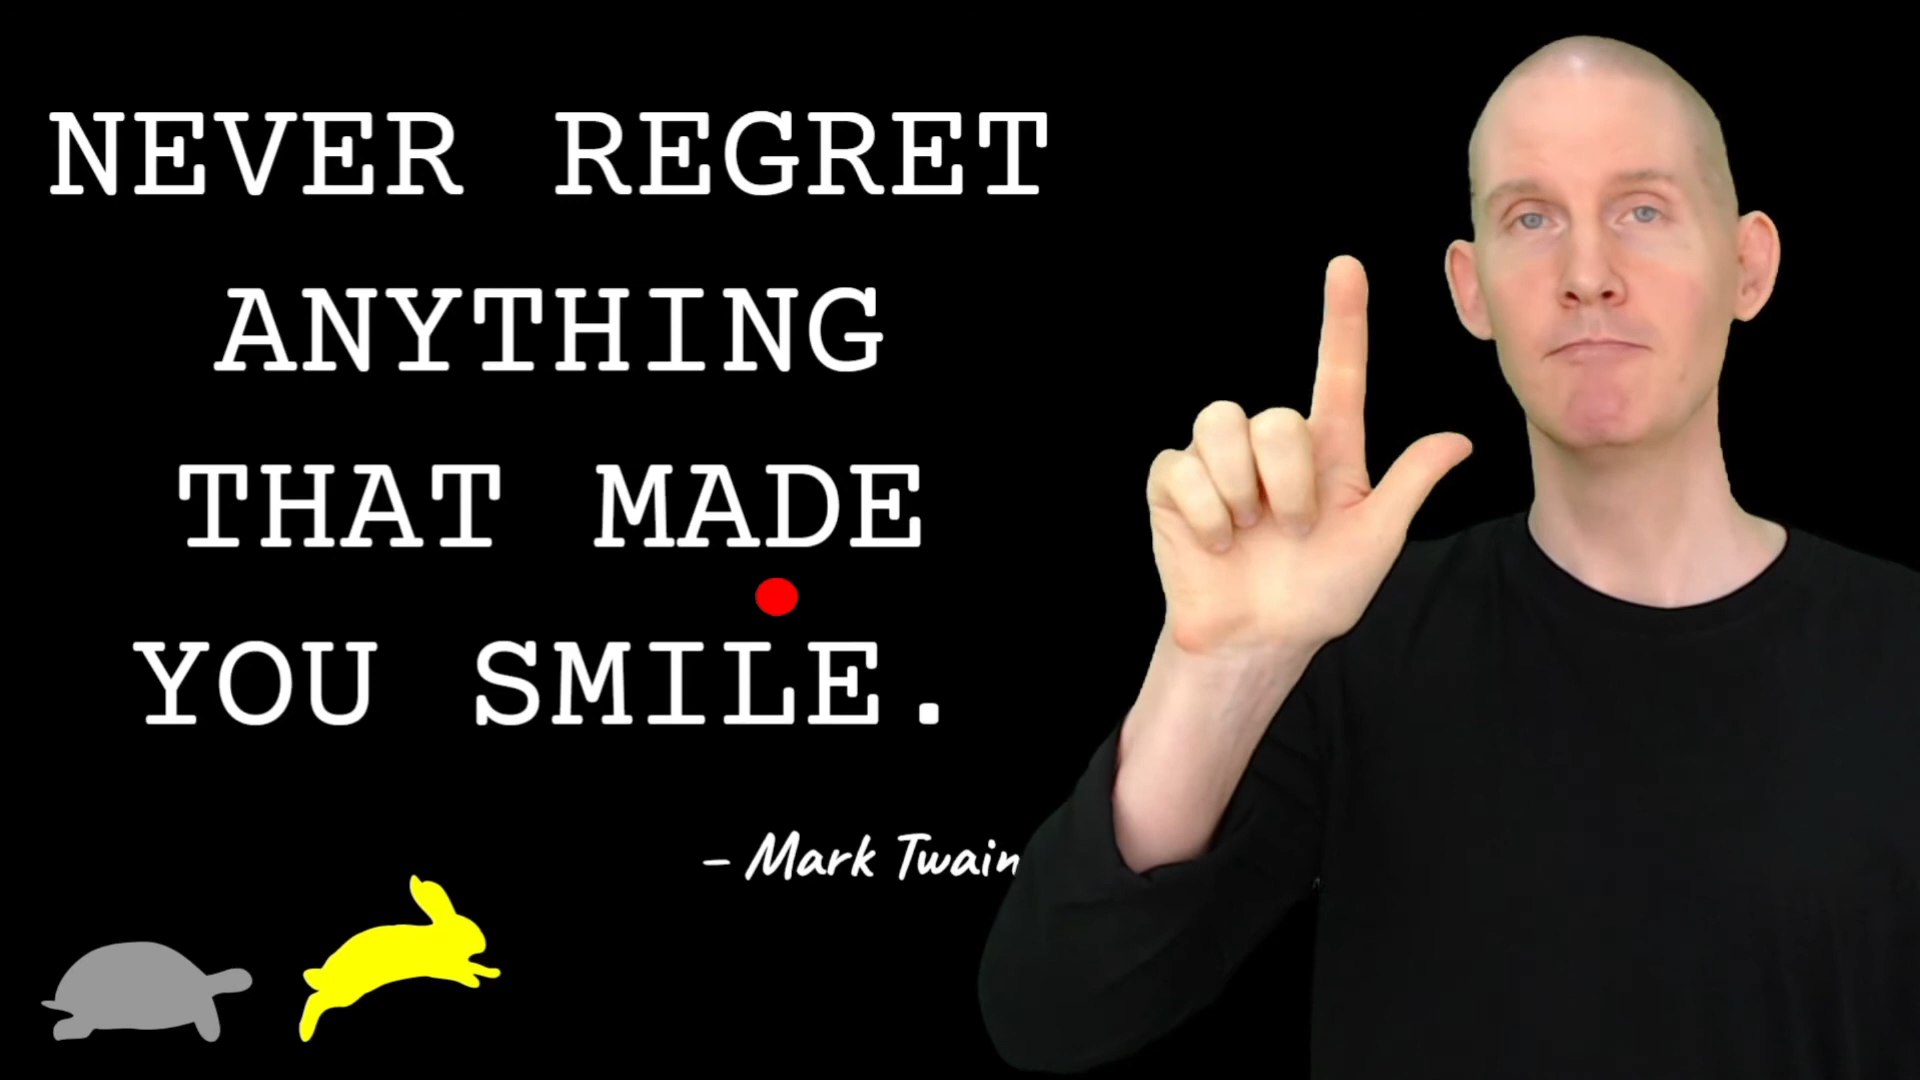 NEVER REGRET
ANYTHING
THAT MADE
YOU SMILE.
– Mark Twain